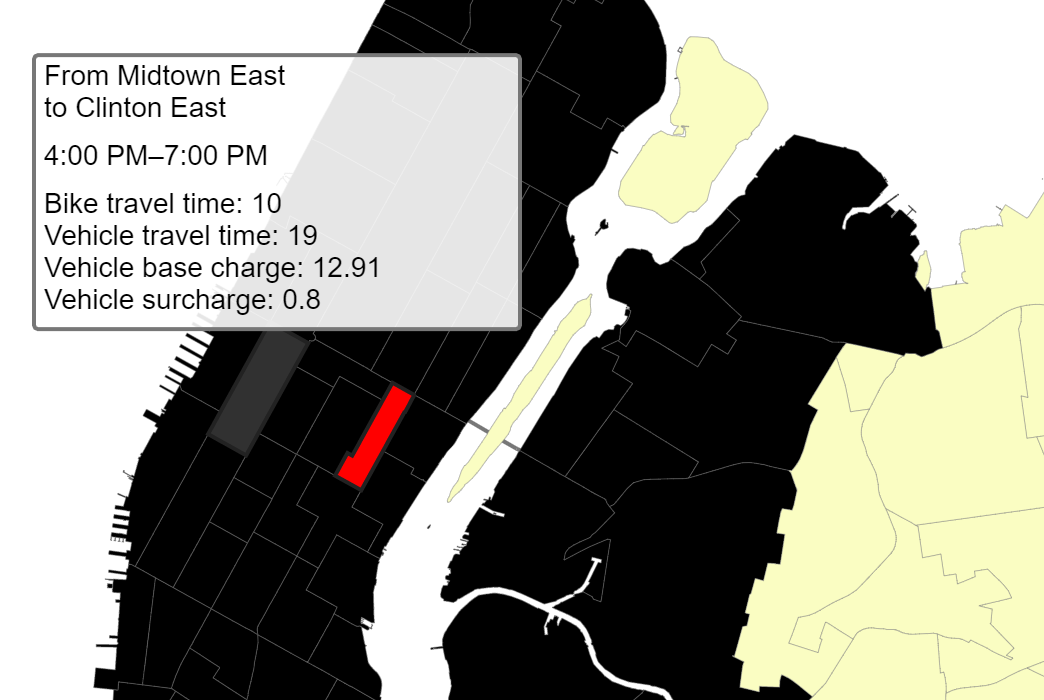 From Midtown East
to Clinton East
4:00 PM–7:00 PM
Bike travel time: 10
Vehicle travel time: 19
Vehicle base charge: 12.91
Vehicle surcharge: 0.8